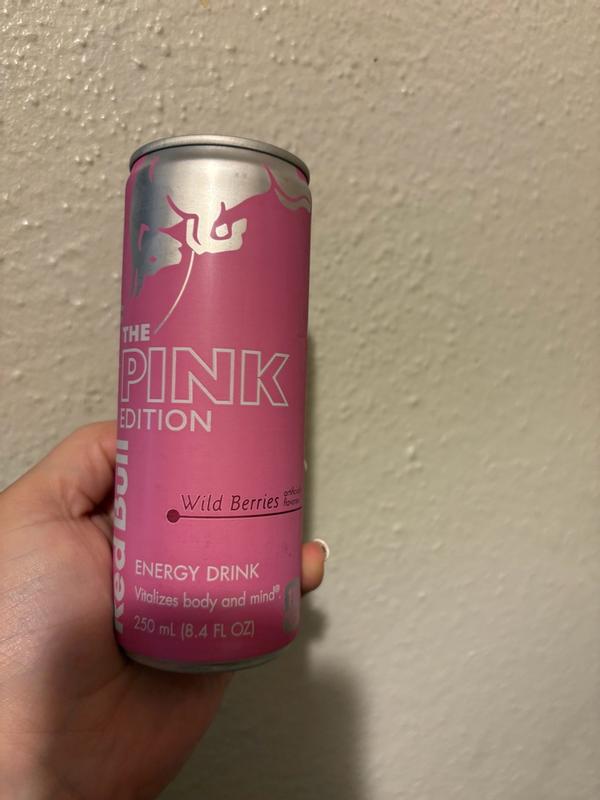 THE
PINK
EDITION
Red Bull
Wild Berries
ENERGY DRINK
Vitalizes body and mind®.
250 mL (8.4 FL OZ)